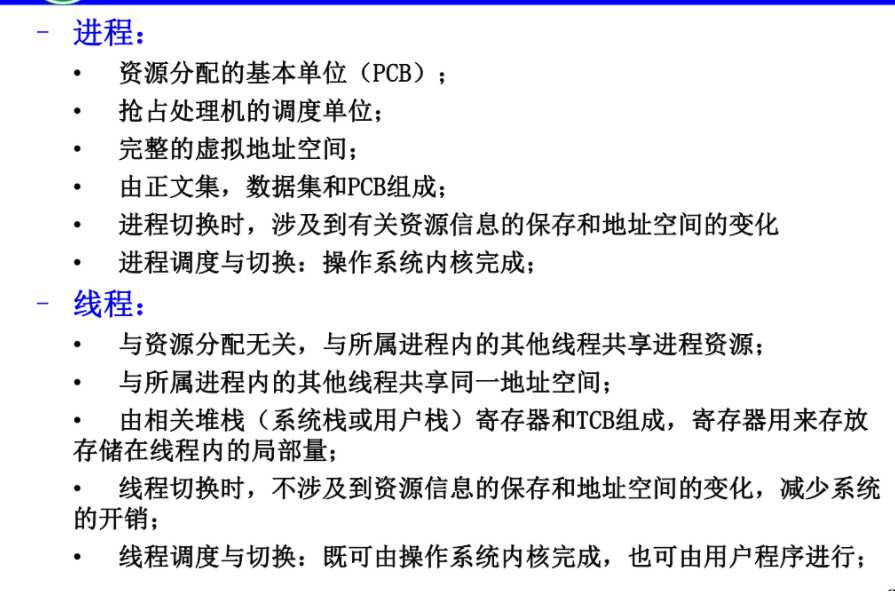 - 进程：
• 资源分配的基本单位（PCB）；
• 抢占处理机的调度单位；
• 完整的虚拟地址空间；
• 由正文集，数据集和PCB组成；
• 进程切换时，涉及到有关资源信息的保存和地址空间的变化
• 进程调度与切换：操作系统内核完成；
- 线程：
• 与资源分配无关，与所属进程内的其他线程共享进程资源；
• 与所属进程内的其他线程共享同一地址空间；
• 由相关堆栈（系统栈或用户栈）寄存器和TCB组成，寄存器用来存放
存储在线程内的局部量；
• 线程切换时，不涉及到资源信息的保存和地址空间的变化，减少系统
的开销；
• 线程调度与切换：既可由操作系统内核完成，也可由用户程序进行；